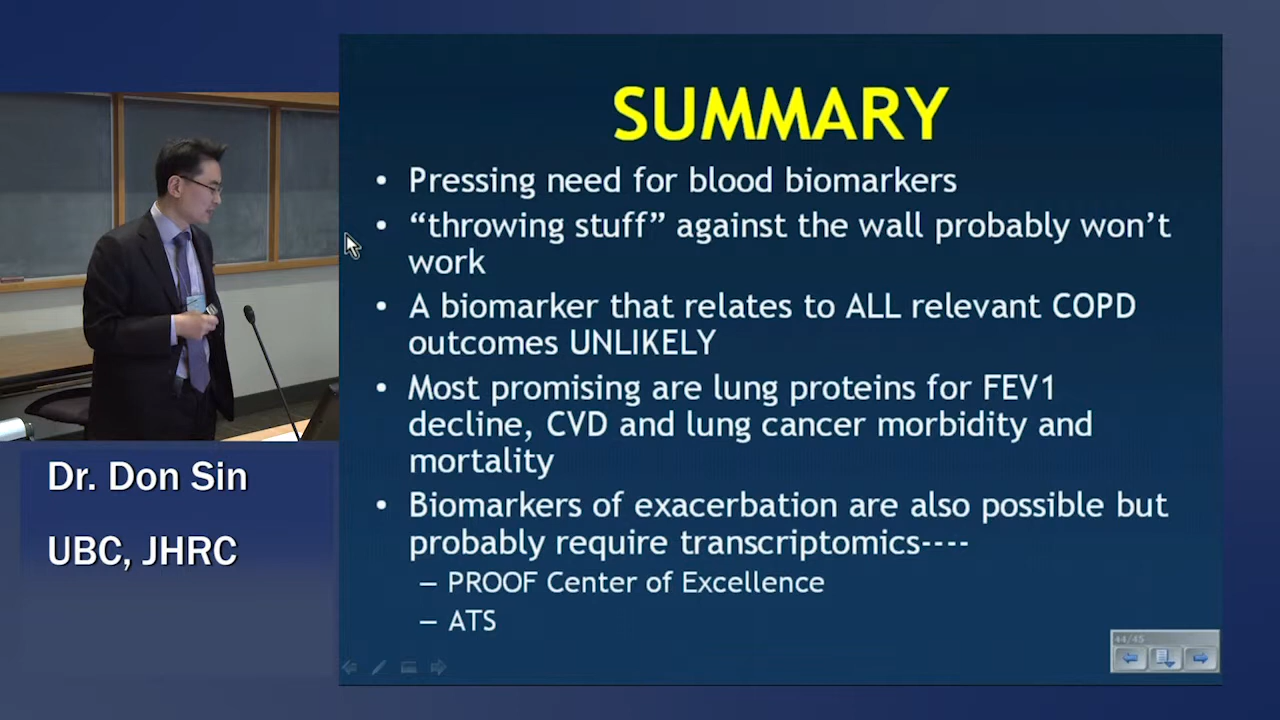 SUMMARY
• Pressing need for blood biomarkers
• “throwing stuff” against the wall probably won’t
work
• A biomarker that relates to ALL relevant COPD
outcomes UNLIKELY
• Most promising are lung proteins for FEV1
decline, CVD and lung cancer morbidity and
mortality
• Biomarkers of exacerbation are also possible but
probably require transcriptomics----
– PROOF Center of Excellence
– ATS
44/45
Dr. Don Sin
UBC, JHRC